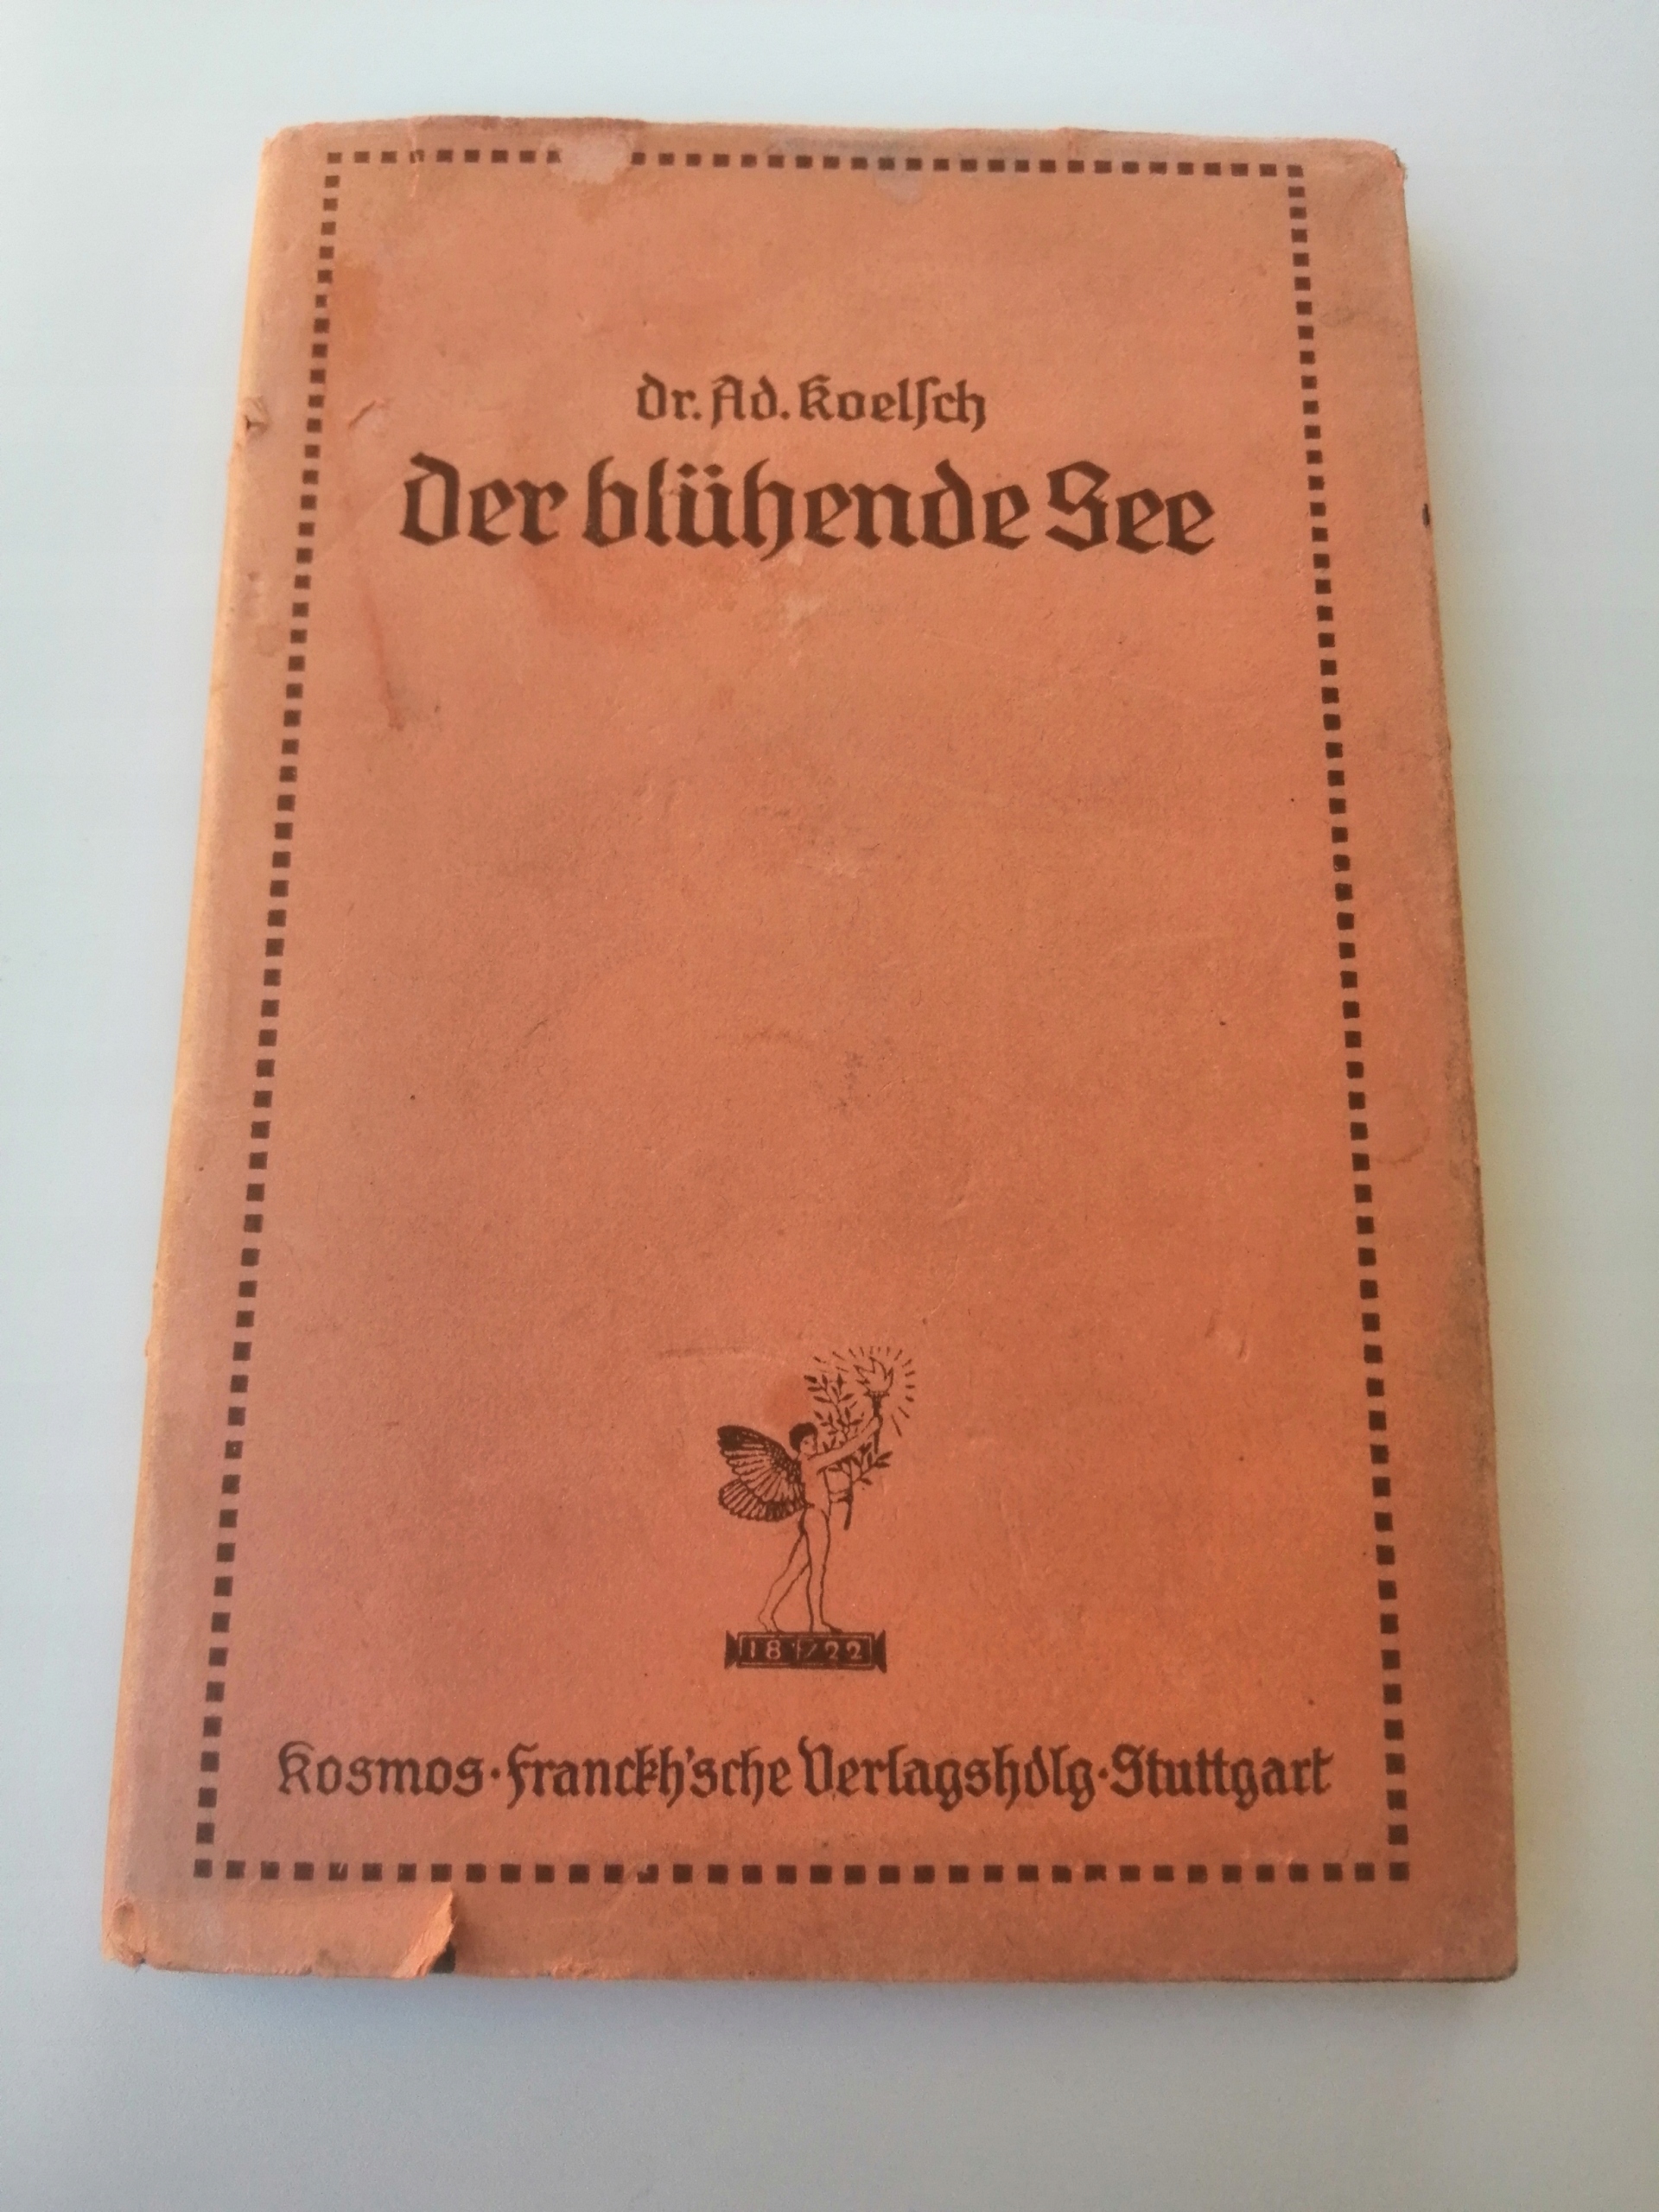 Dr. Ad. Koelsch
Der blühende See
1822
Kosmos · Franckh'sche Verlagshdlg · Stuttgart